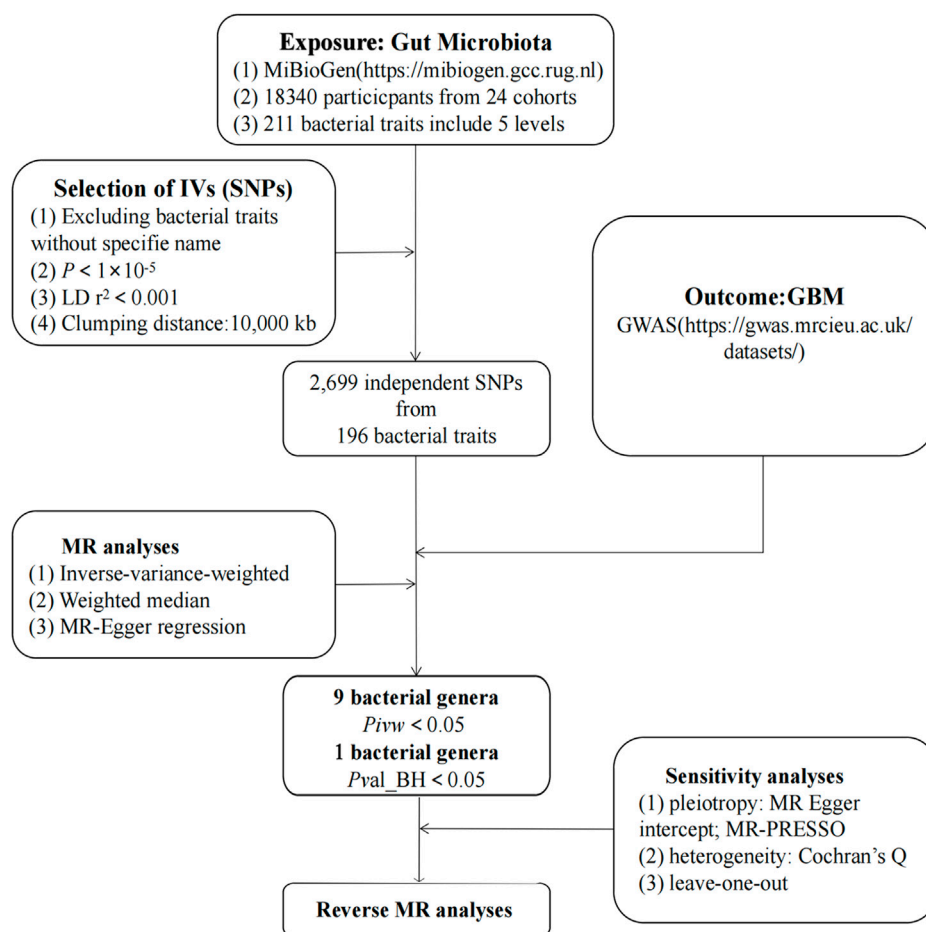 Exposure: Gut Microbiota
(1) MiBioGen(https://mibiogen.gcc.rug.nl)
(2) 18340 particicpants from 24 cohorts
(3) 211 bacterial traits include 5 levels
Selection of IVs (SNPs)
(1) Excluding bacterial traits
without specifie name
(2) P < 1×10⁻⁵
(3) LD r² < 0.001
(4) Clumping distance:10,000 kb
Outcome:GBM
GWAS(https://gwas.mrcieu.ac.uk/
datasets/)
2,699 independent SNPs
from
196 bacterial traits
MR analyses
(1) Inverse-variance-weighted
(2) Weighted median
(3) MR-Egger regression
9 bacterial genera
Pivw < 0.05
1 bacterial genera
Pval_BH < 0.05
Sensitivity analyses
(1) pleiotropy: MR Egger
intercept; MR-PRESSO
(2) heterogeneity: Cochran’s Q
(3) leave-one-out
Reverse MR analyses